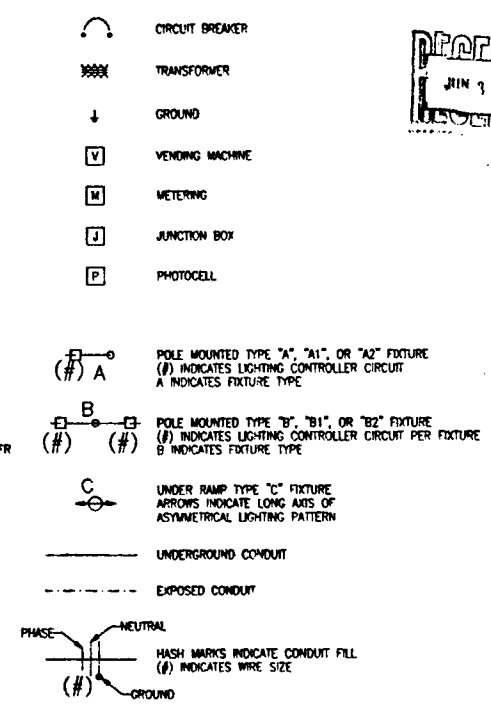 CIRCUIT BREAKER
TRANSFORMER
GROUND
V VENDING MACHINE
M METERING
J JUNCTION BOX
P PHOTOCELL
JUN 3
(#) A
POLE MOUNTED TYPE "A", "A1", OR "A2" FIXTURE
(#) INDICATES LIGHTING CONTROLLER CIRCUIT
A INDICATES FIXTURE TYPE
B
(#) (#)
POLE MOUNTED TYPE "B", "B1", OR "B2" FIXTURE
(#) INDICATES LIGHTING CONTROLLER CIRCUIT PER FIXTURE
B INDICATES FIXTURE TYPE
ER
C
UNDER RAMP TYPE "C" FIXTURE
ARROWS INDICATE LONG AXIS OF
ASYMMETRICAL LIGHTING PATTERN
UNDERGROUND CONDUIT
EXPOSED CONDUIT
PHASE
NEUTRAL
(#)
GROUND
HASH MARKS INDICATE CONDUIT FILL
(#) INDICATES WIRE SIZE